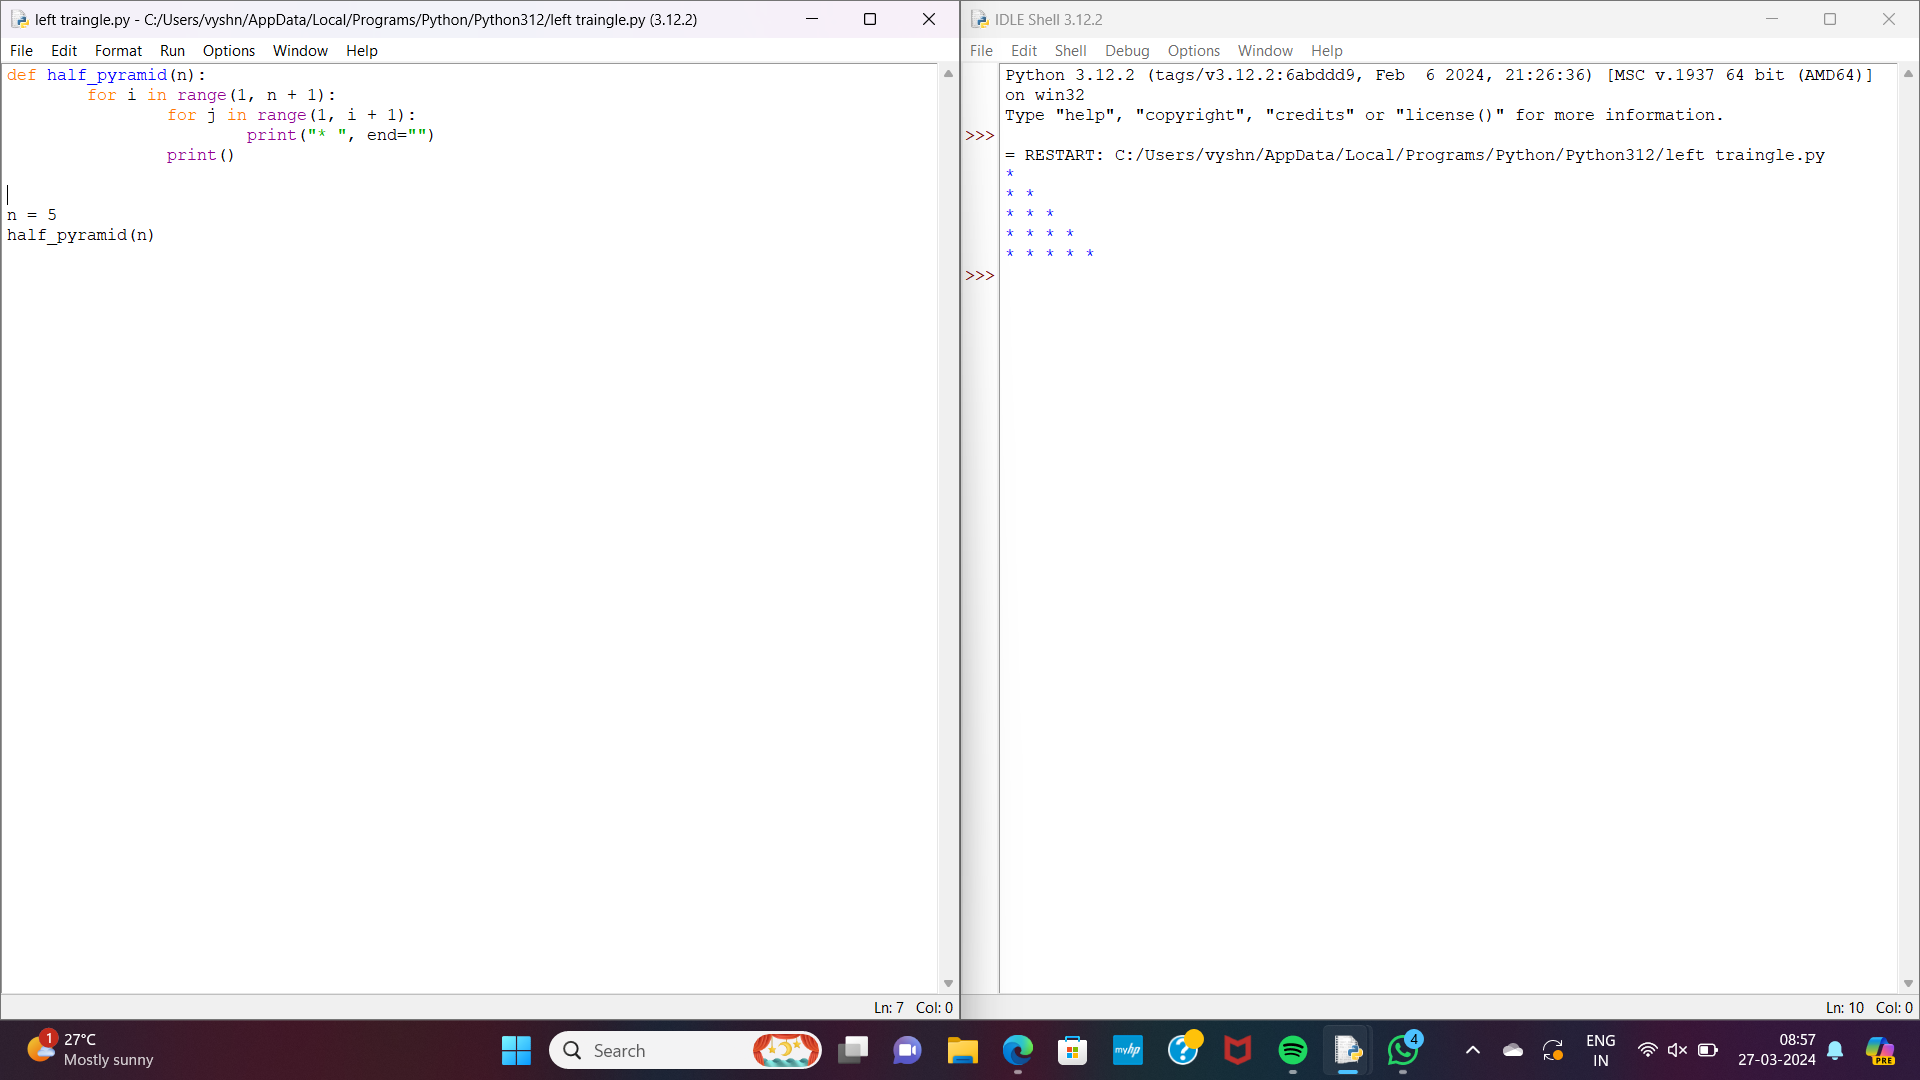 left traingle.py - C:/Users/vyshn/AppData/Local/Programs/Python/Python312/left traingle.py (3.12.2)
File Edit Format Run Options Window Help
def half_pyramid(n):
        for i in range(1, n + 1):
                for j in range(1, i + 1):
                        print("* ", end="")
                print()
n = 5
half_pyramid(n)
Ln: 7 Col: 0
IDLE Shell 3.12.2
File Edit Shell Debug Options Window Help
Python 3.12.2 (tags/v3.12.2:6abddd9, Feb  6 2024, 21:26:36) [MSC v.1937 64 bit (AMD64)]
on win32
Type "help", "copyright", "credits" or "license()" for more information.
>>>
= RESTART: C:/Users/vyshn/AppData/Local/Programs/Python/Python312/left traingle.py
*
* *
* * *
* * * *
* * * * *
>>>
Ln: 10 Col: 0
1
27°C
Mostly sunny
Search
myhp
?
4
ENG
IN
08:57
27-03-2024
PRE